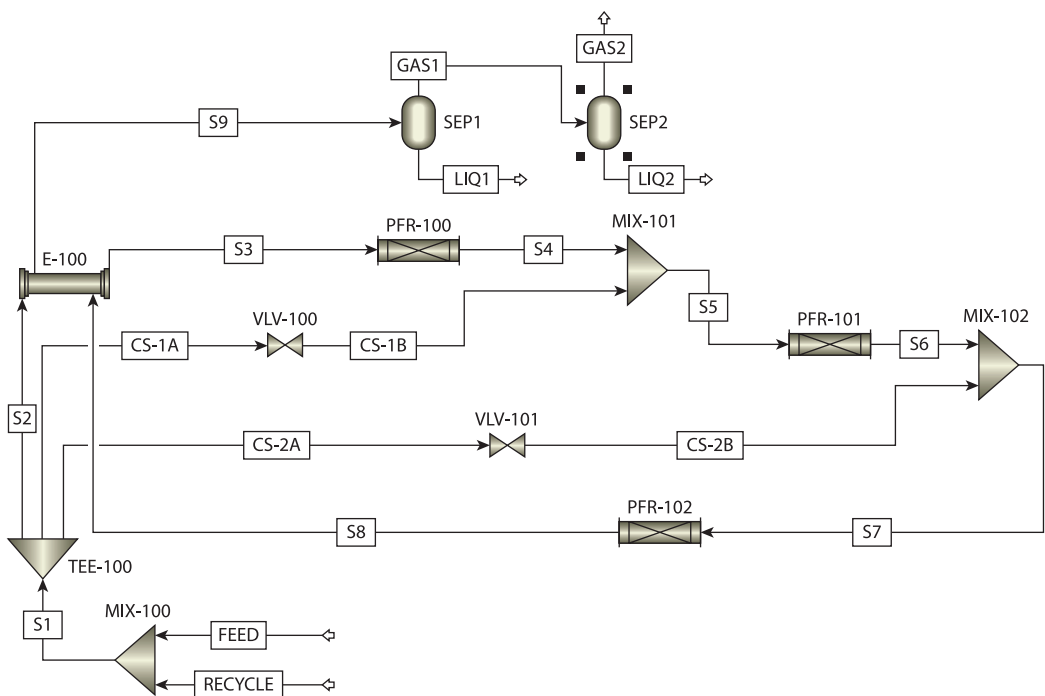 GAS1
GAS2
S9
SEP1
SEP2
LIQ1
LIQ2
MIX-101
PFR-100
E-100
S3
S4
S5
VLV-100
PFR-101
MIX-102
CS-1A
CS-1B
S6
S2
VLV-101
CS-2A
CS-2B
PFR-102
S8
S7
TEE-100
MIX-100
S1
FEED
RECYCLE